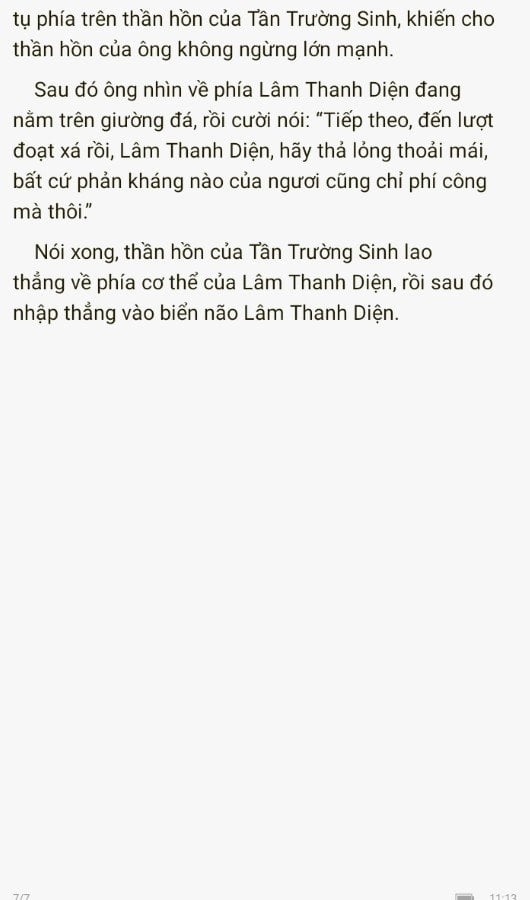 tụ phía trên thần hồn của Tần Trường Sinh, khiến cho
thần hồn của ông không ngừng lớn mạnh.
Sau đó ông nhìn về phía Lâm Thanh Diện đang
nằm trên giường đá, rồi cười nói: “Tiếp theo, đến lượt
đoạt xá rồi, Lâm Thanh Diện, hãy thả lỏng thoải mái,
bất cứ phản kháng nào của ngươi cũng chỉ phí công
mà thôi.”
Nói xong, thần hồn của Tần Trường Sinh lao
thẳng về phía cơ thể của Lâm Thanh Diện, rồi sau đó
nhập thẳng vào biển não Lâm Thanh Diện.
7/7 11:13